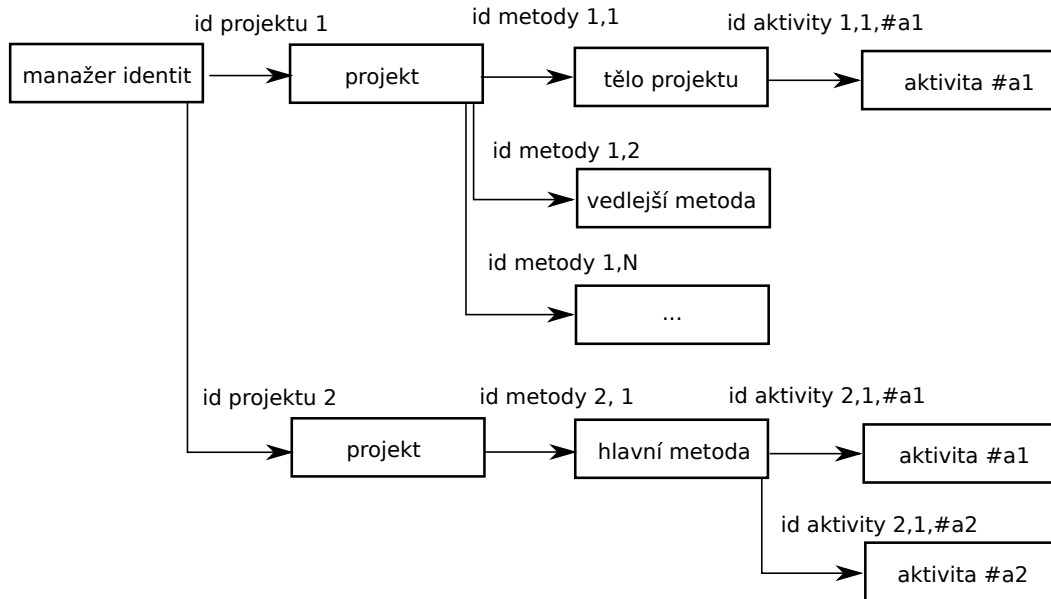 id projektu 1
id metody 1,1
id aktivity 1,1,#a1
manažer identit
projekt
tělo projektu
aktivita #a1
id metody 1,2
vedlejší metoda
id metody 1,N
...
id projektu 2
id metody 2, 1
id aktivity 2,1,#a1
projekt
hlavní metoda
aktivita #a1
id aktivity 2,1,#a2
aktivita #a2